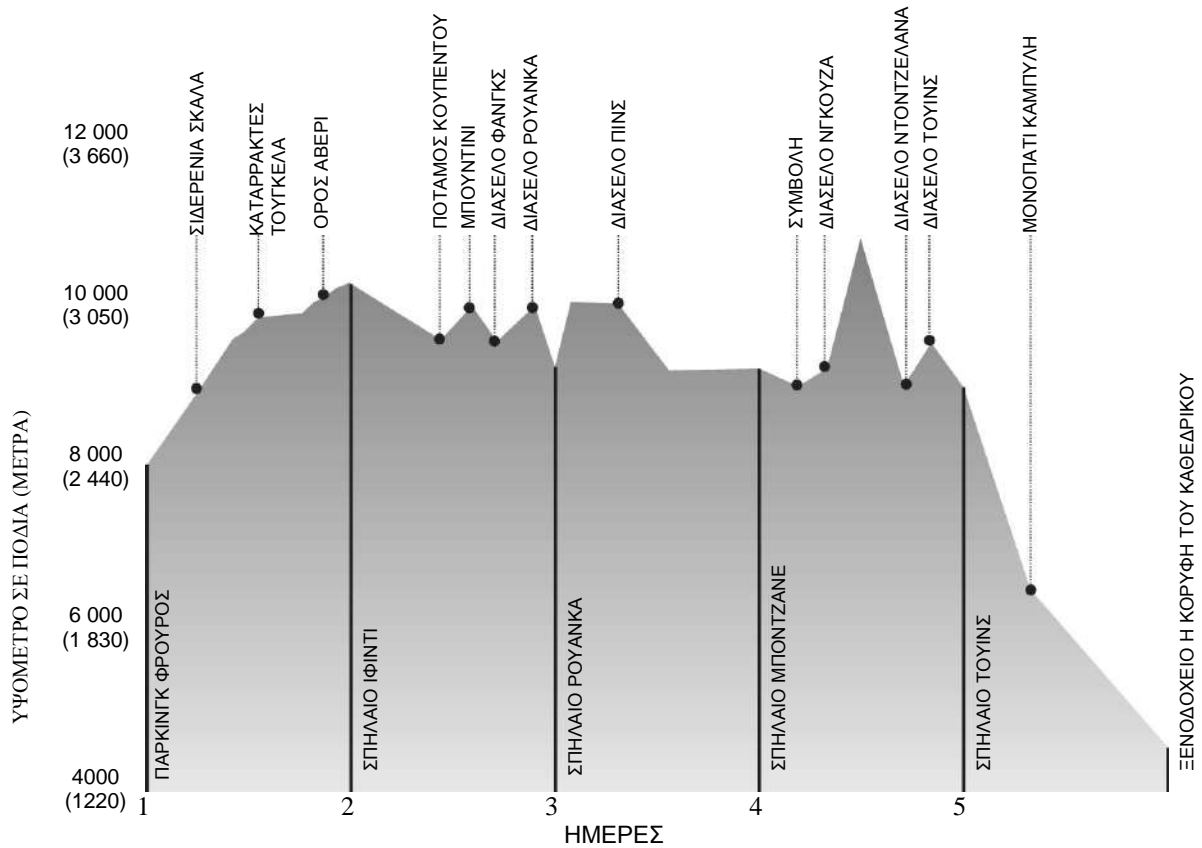 ΣΙΔΕΡΕΝΙΑ ΣΚΑΛΑ
ΚΑΤΑΡΡΑΚΤΕΣ
ΤΟΥΓΚΕΛΑ
ΟΡΟΣ ΑΒΕΡΙ
ΠΟΤΑΜΟΣ ΚΟΥΠΕΝΤΟΥ
ΜΠΟΥΝΤΙΝΙ
ΔΙΑΣΕΛΟ ΦΑΝΓΚΣ
ΔΙΑΣΕΛΟ ΡΟΥΑΝΚΑ
ΔΙΑΣΕΛΟ ΠΙΝΣ
ΣΥΜΒΟΛΗ
ΔΙΑΣΕΛΟ ΝΓΚΟΥΖΑ
ΔΙΑΣΕΛΟ ΝΤΟΝΤΖΕΛΑΝΑ
ΔΙΑΣΕΛΟ ΤΟΥΙΝΣ
ΜΟΝΟΠΑΤΙ ΚΑΜΠΥΛΗ
12 000
(3 660)
10 000
(3 050)
8 000
(2 440)
6 000
(1 830)
4000
(1220)
ΥΨΟΜΕΤΡΟ ΣΕ ΠΟΔΙΑ (ΜΕΤΡΑ)
ΠΑΡΚΙΝΓΚ ΦΡΟΥΡΟΣ
ΣΠΗΛΑΙΟ ΙΦΙΝΤΙ
ΣΠΗΛΑΙΟ ΡΟΥΑΝΚΑ
ΣΠΗΛΑΙΟ ΜΠΟΝΤΖΑΝΕ
ΣΠΗΛΑΙΟ ΤΟΥΙΝΣ
ΞΕΝΟΔΟΧΕΙΟ Η ΚΟΡΥΦΗ ΤΟΥ ΚΑΘΕΔΡΙΚΟΥ
1 2 3 4 5
ΗΜΕΡΕΣ